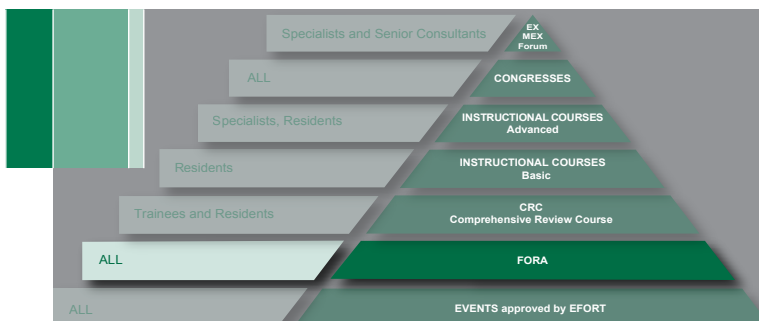 Specialists and Senior Consultants
EX
MEX
Forum
ALL
CONGRESSES
Specialists, Residents
INSTRUCTIONAL COURSES
Advanced
Residents
INSTRUCTIONAL COURSES
Basic
Trainees and Residents
CRC
Comprehensive Review Course
ALL
FORA
ALL
EVENTS approved by EFORT